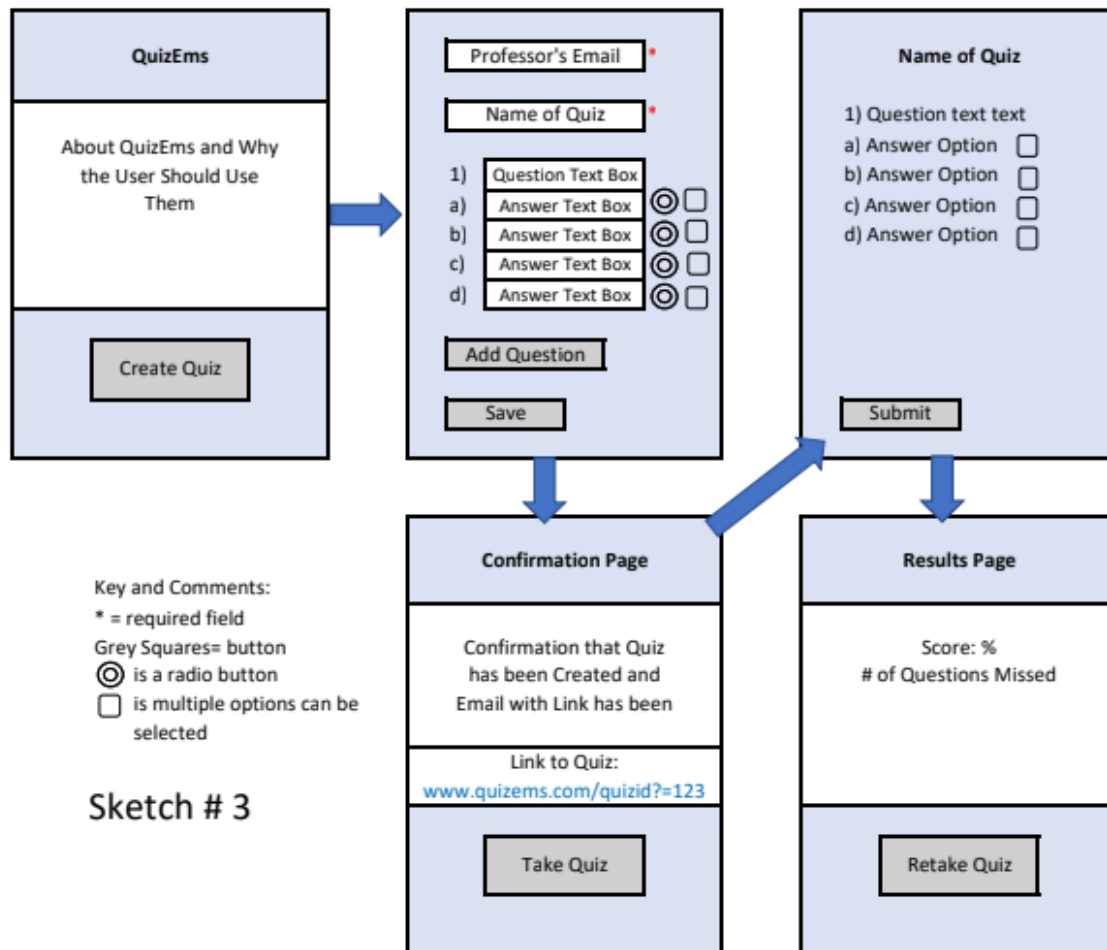 QuizEms
About QuizEms and Why
the User Should Use
Them
Create Quiz
Professor's Email *
Name of Quiz *
1) Question Text Box
a) Answer Text Box
b) Answer Text Box
c) Answer Text Box
d) Answer Text Box
Add Question
Save
Name of Quiz
1) Question text text
a) Answer Option
b) Answer Option
c) Answer Option
d) Answer Option
Submit
Key and Comments:
* = required field
Grey Squares= button
is a radio button
is multiple options can be
selected
Sketch # 3
Confirmation Page
Confirmation that Quiz
has been Created and
Email with Link has been
Link to Quiz:
www.quizems.com/quizid?=123
Take Quiz
Results Page
Score: %
# of Questions Missed
Retake Quiz